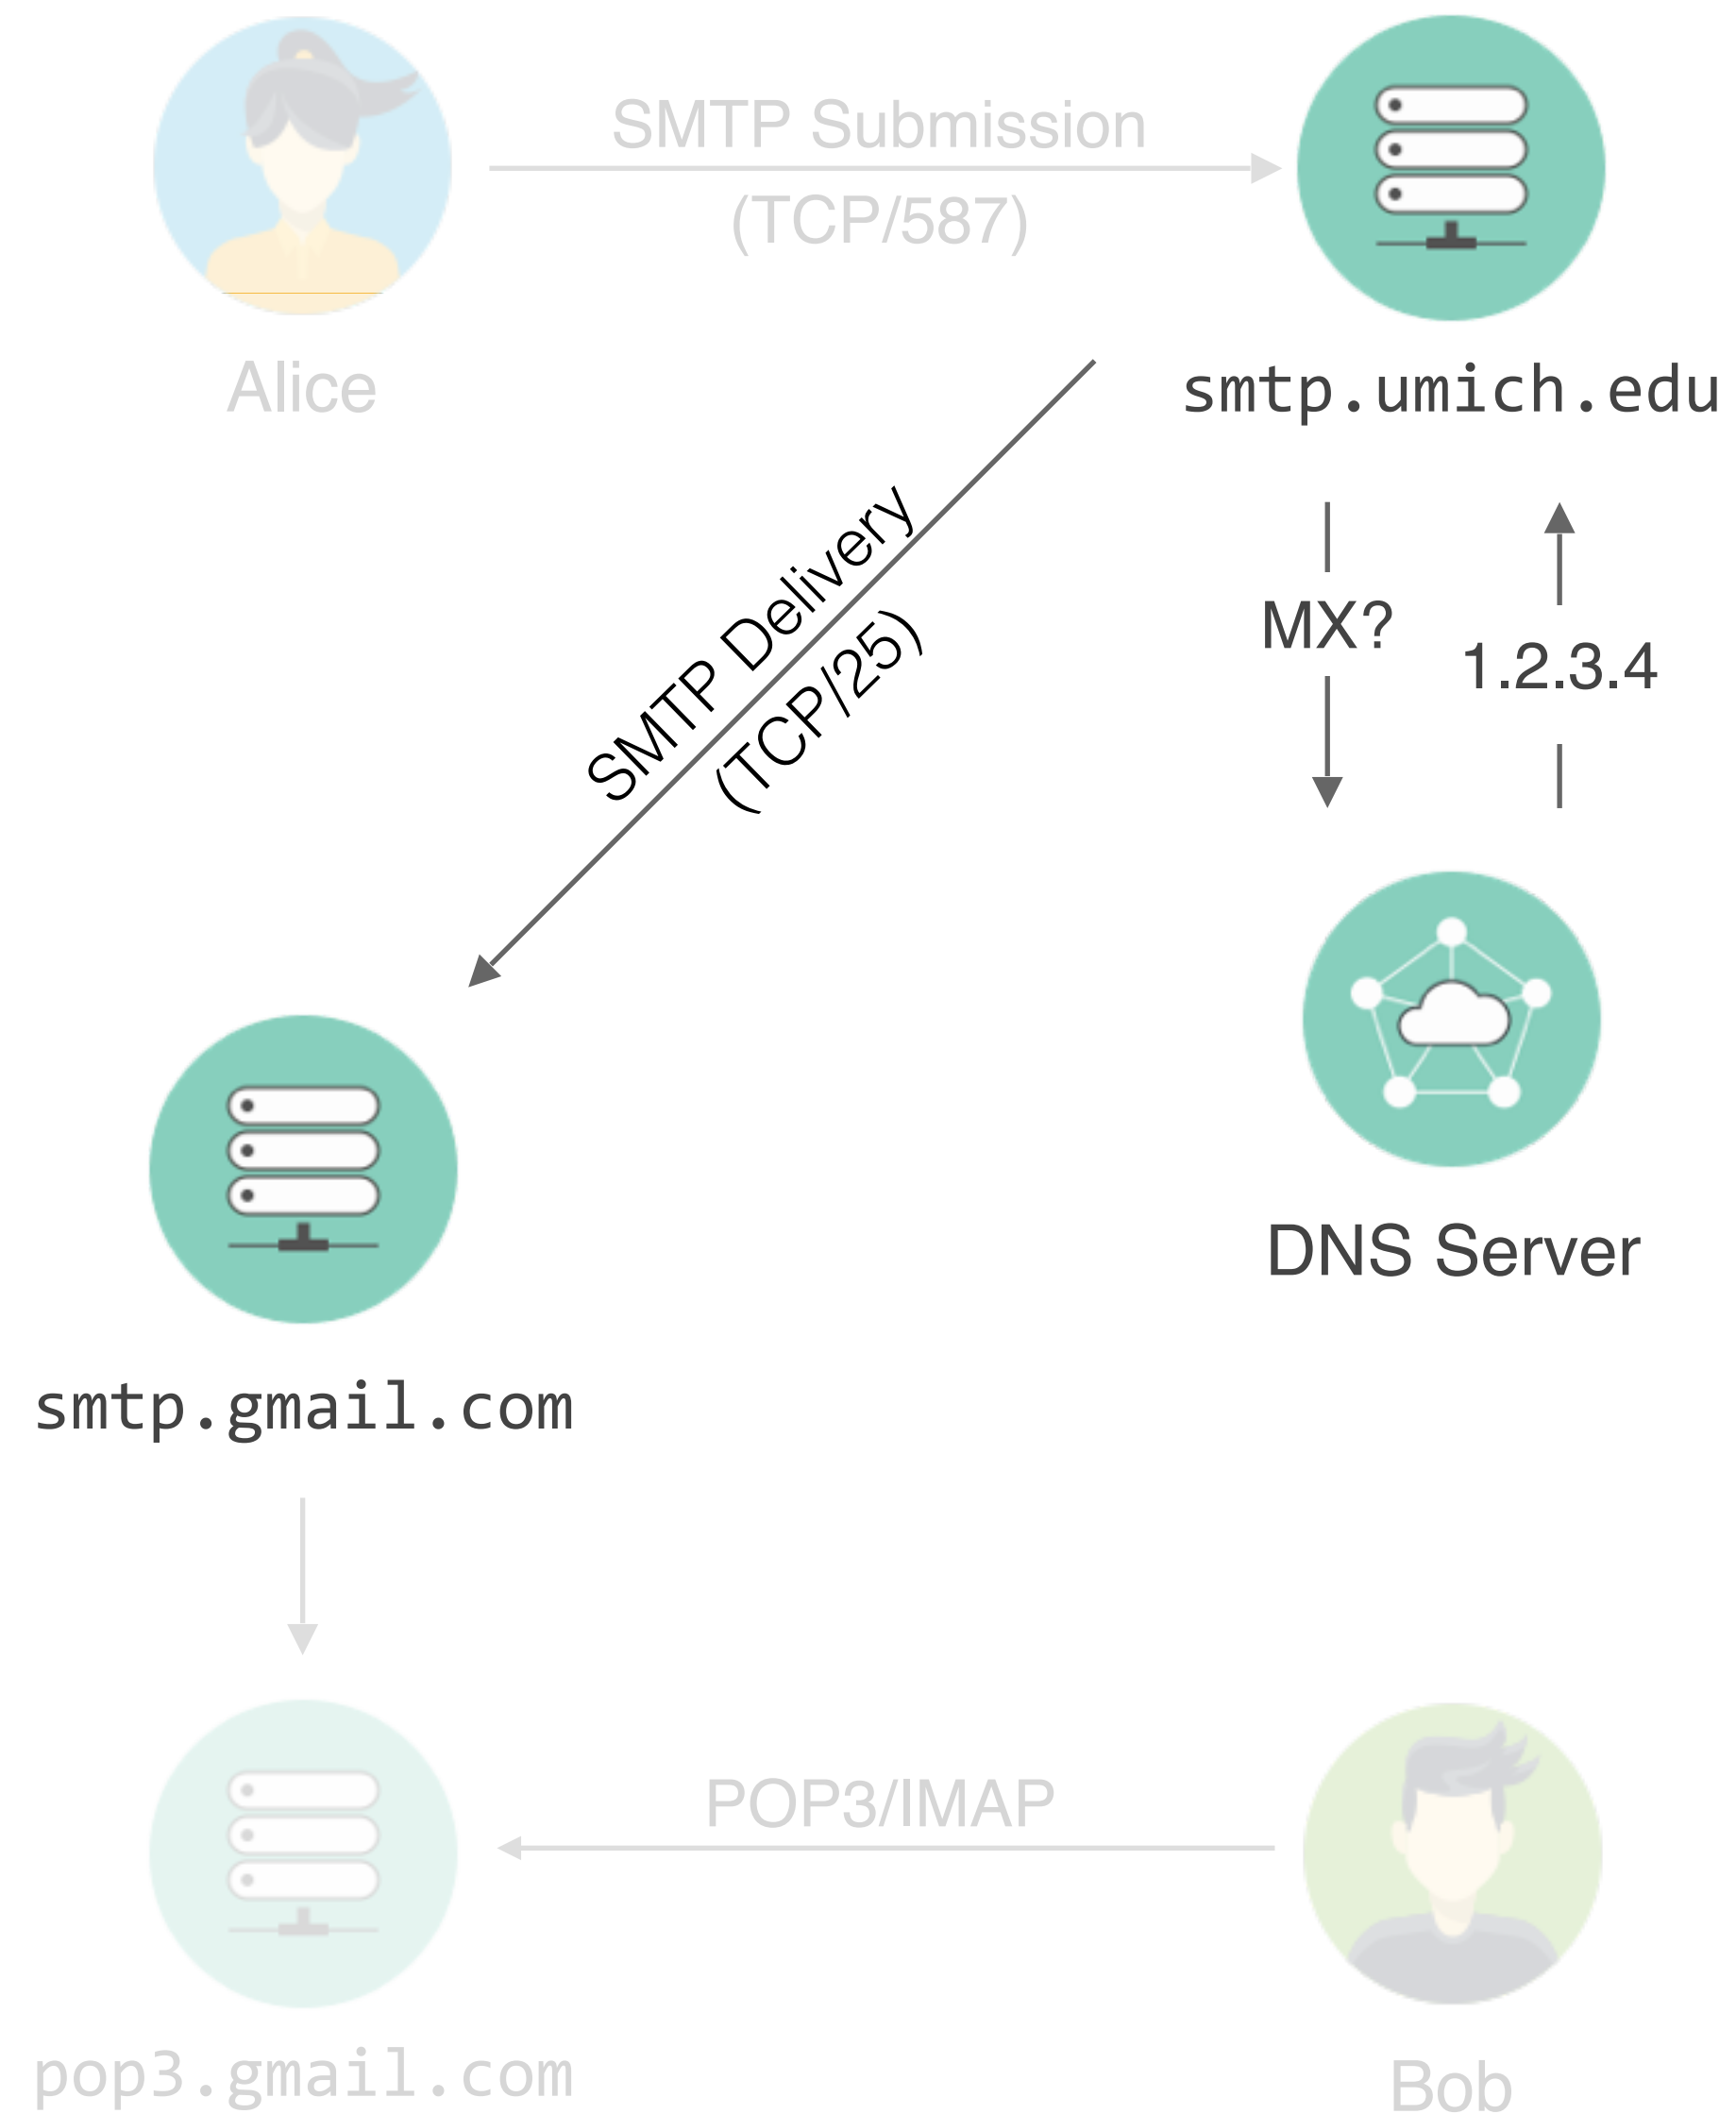 SMTP Submission
(TCP/587)
Alice
smtp.umich.edu
SMTP Delivery
(TCP/25)
MX?
1.2.3.4
DNS Server
smtp.gmail.com
POP3/IMAP
pop3.gmail.com
Bob